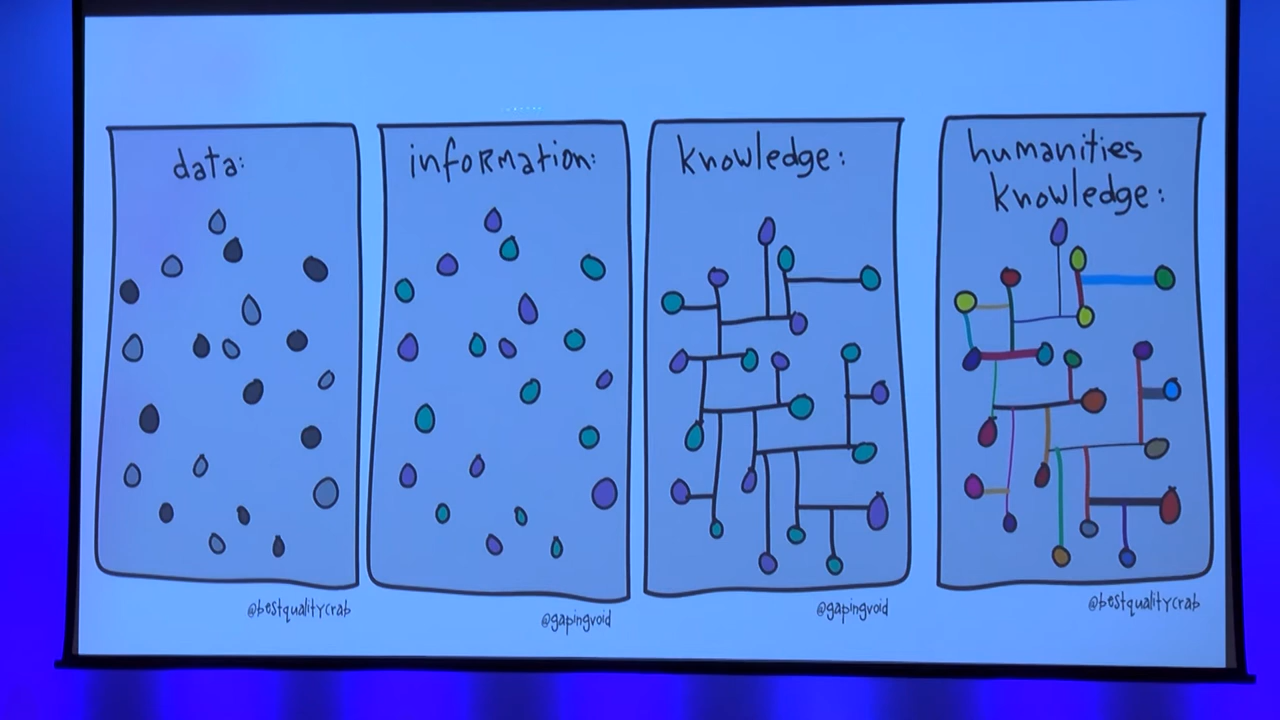 data:
@bestqualitycrab
information:
@gapingvoid
knowledge:
@gapingvoid
humanities
knowledge:
@bestqualitycrab